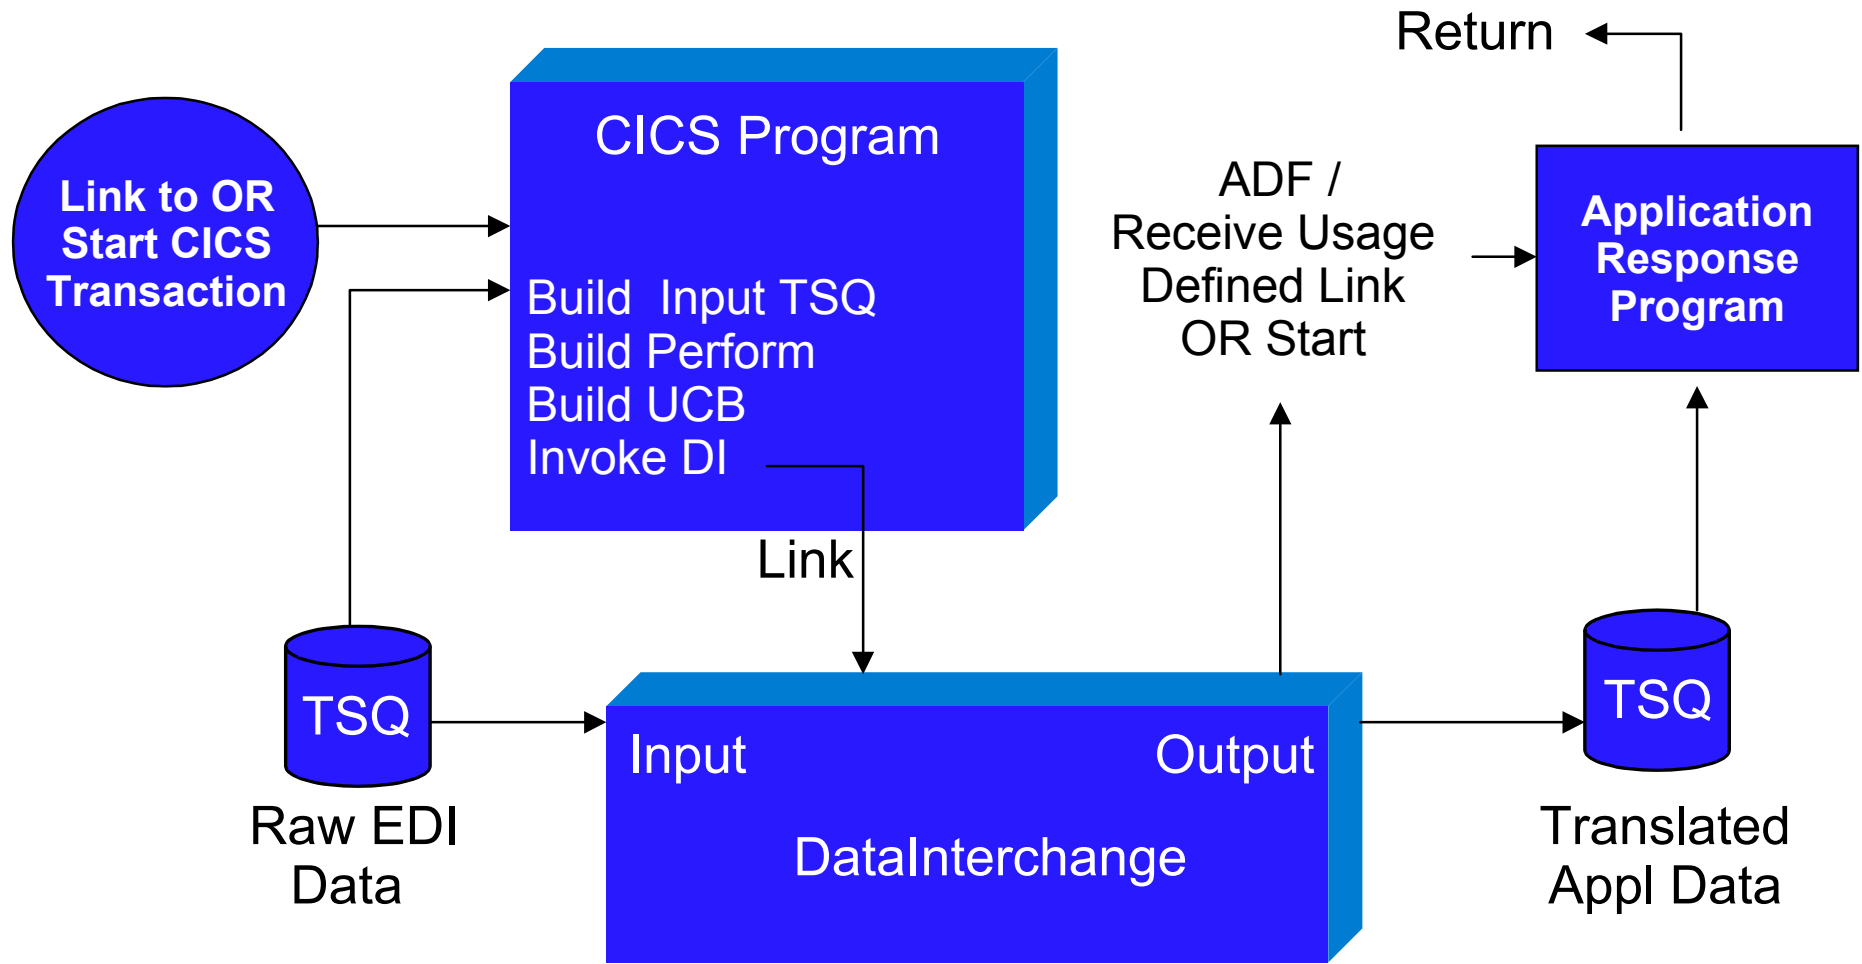 Return
CICS Program
Link to OR
Start CICS
Transaction
Build  Input TSQ
Build Perform
Build UCB
Invoke DI
ADF /
Receive Usage
Defined Link
OR Start
Application
Response
Program
Link
TSQ
Raw EDI
Data
Input
Output
DataInterchange
TSQ
Translated
Appl Data